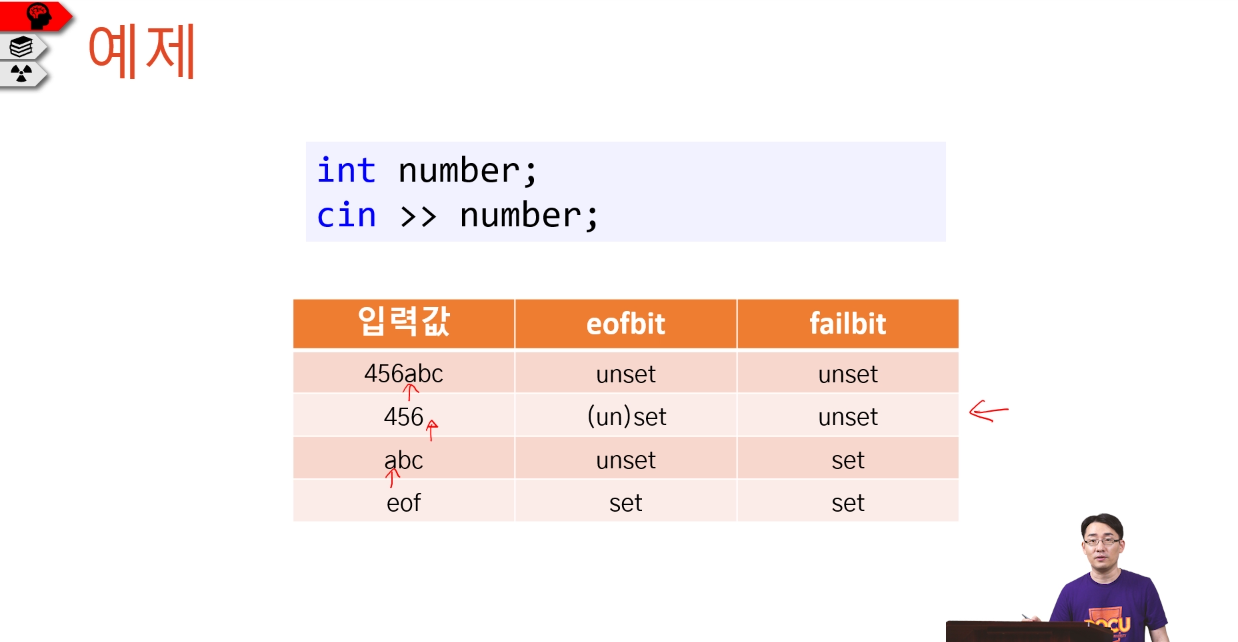 예제
int number;
cin >> number;
입력값 eofbit failbit
456abc unset unset
456 (un)set unset
abc unset set
eof set set